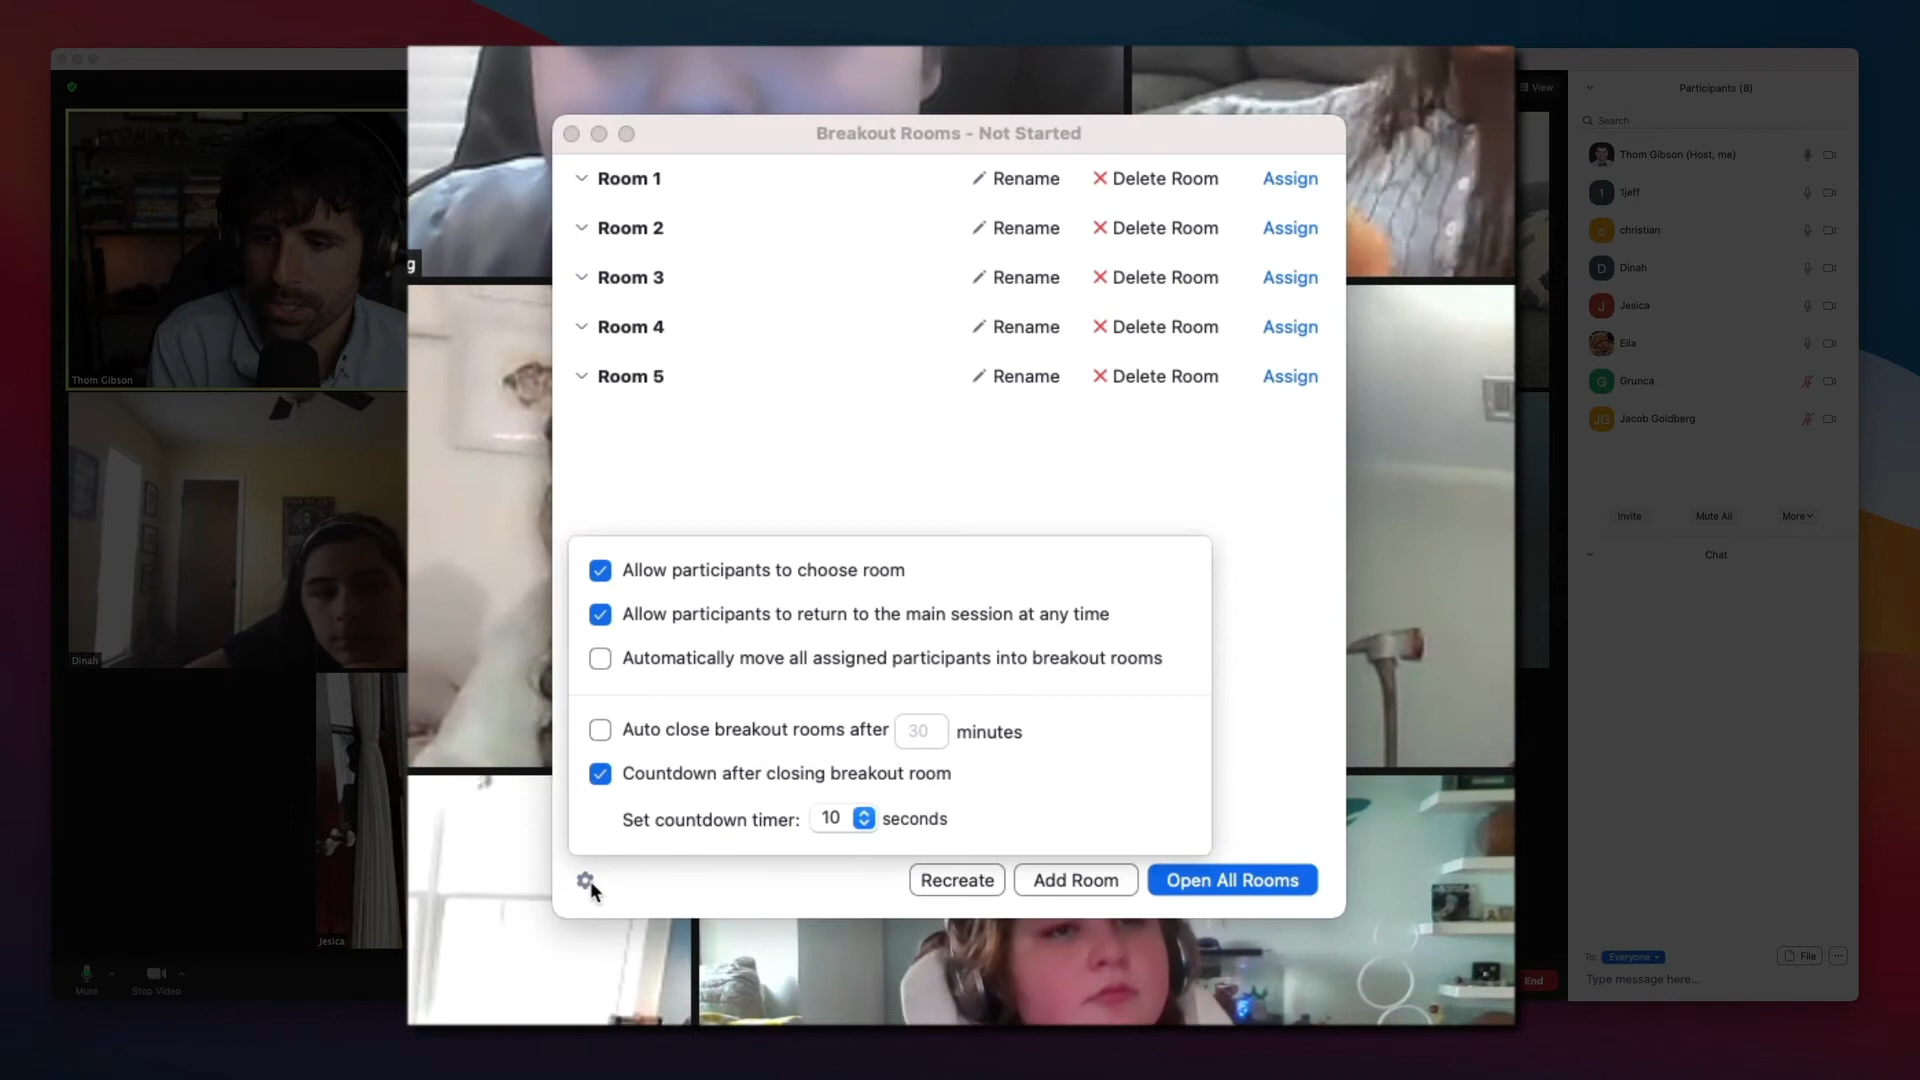 View
Participants (8)
Search
Thom Gibson (Host, me)
1 1jeff
C christian
D Dinah
J Jesica
Eila
G Grunca
JG Jacob Goldberg
Invite Mute All More
Chat
To: Everyone File ...
Type message here...
Thom Gibson
Dinah
Jesica
g
Mute Stop Video End
Breakout Rooms - Not Started
Room 1 Rename Delete Room Assign
Room 2 Rename Delete Room Assign
Room 3 Rename Delete Room Assign
Room 4 Rename Delete Room Assign
Room 5 Rename Delete Room Assign
Allow participants to choose room
Allow participants to return to the main session at any time
Automatically move all assigned participants into breakout rooms
Auto close breakout rooms after 30 minutes
Countdown after closing breakout room
Set countdown timer: 10 seconds
Recreate Add Room Open All Rooms